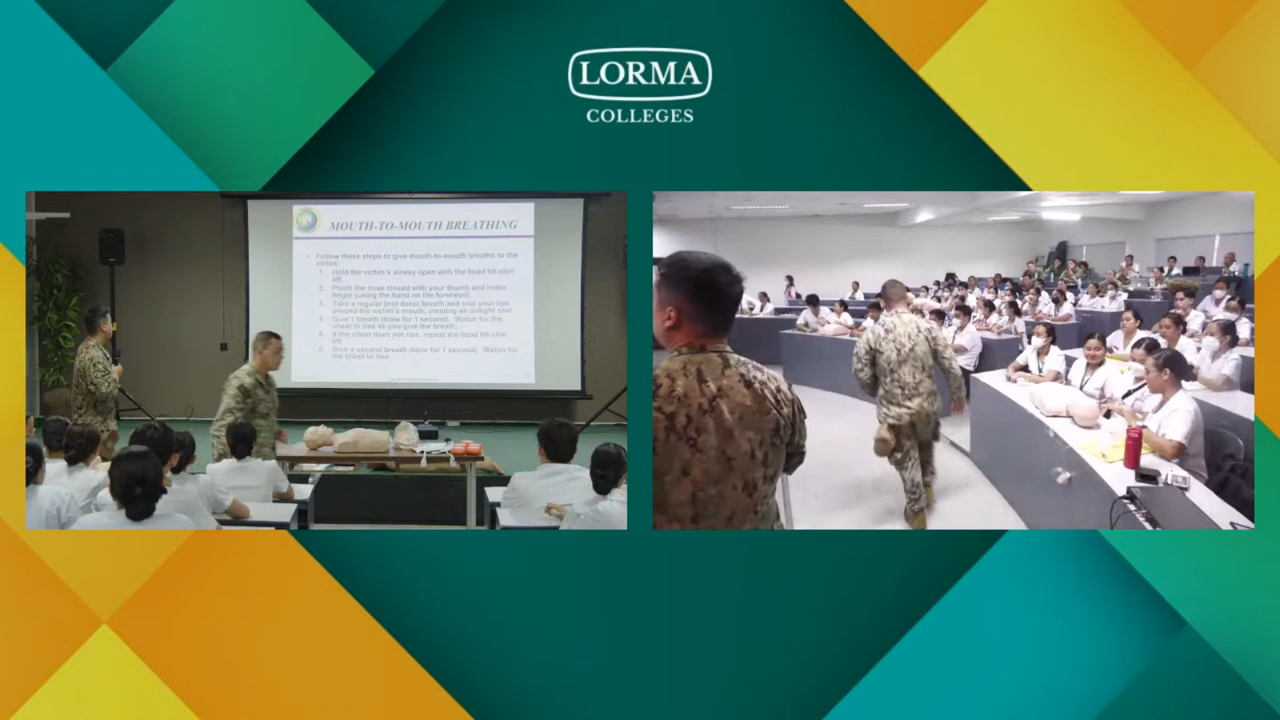 LORMA
COLLEGES
MOUTH-TO-MOUTH BREATHING
• Follow these steps to give mouth-to-mouth breaths to the
victim:
1. Hold the victim's airway open with the head tilt-chin
lift.
2. Pinch the nose closed with your thumb and index
finger (using the hand on the forehead).
3. Take a regular (not deep) breath and seal your lips
around the victim's mouth, creating an airtight seal
4. Give 1 breath (blow for 1 second). Watch for the
chest to rise as you give the breath.
5. If the chest does not rise, repeat the head tilt-chin
lift.
6. Give a second breath (blow for 1 second). Watch for
the chest to rise.